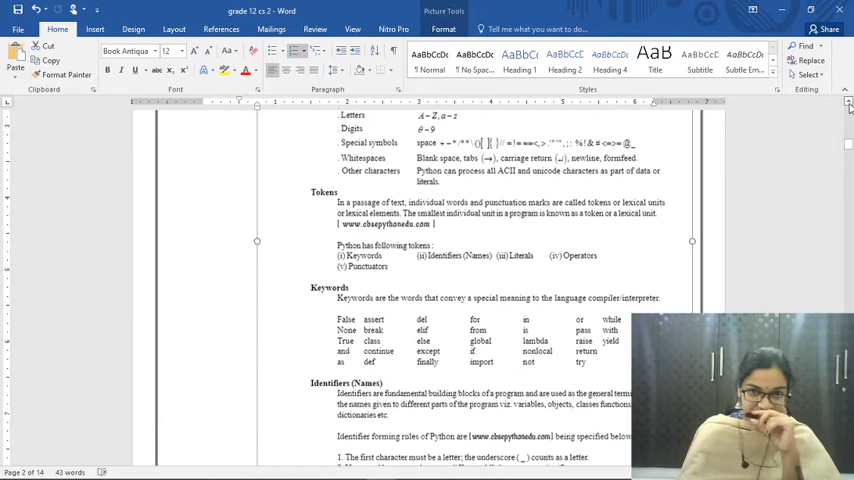 grade 12 cs 2 - Word
Picture Tools
File Home Insert Design Layout References Mailings Review View Nitro Pro Format Tell me what you want to do... Share
Paste
Cut
Copy
Format Painter
Clipboard
Book Antiqua 12
Font
Paragraph
AaBbCcDc AaBbCcDc AaBbC AaBbCcD AaBbCcDc AaB AaBbCcDc AaBbCcDc
¶ Normal ¶ No Spac... Heading 1 Heading 2 Heading 4 Title Subtitle Subtle Em...
Styles
Find
Replace
Select
Editing
. Letters A – Z, a – z
. Digits 0 – 9
. Special symbols space
. Whitespaces Blank space, tabs (→), carriage return (↵), newline, formfeed.
. Other characters Python can process all ACII and unicode characters as part of data or
literals.
Tokens
In a passage of text, individual words and punctuation marks are called tokens or lexical units
or lexical elements. The smallest individual unit in a program is known as a token or a lexical unit.
[ www.cbsepythonedu.com ]
Python has following tokens :
(i) Keywords (ii) Identifiers (Names) (iii) Literals (iv) Operators
(v) Punctuators
Keywords
Keywords are the words that convey a special meaning to the language compiler/interpreter.
False assert del for in or while
None break elif from is pass with
True class else global lambda raise yield
and continue except if nonlocal return
as def finally import not try
Identifiers (Names)
Identifiers are fundamental building blocks of a program and are used as the general
the names given to different parts of the program viz. variables, objects, classes functions
dictionaries etc.
Identifier forming rules of Python are [www.cbsepythonedu.com] being specified below
1. The first character must be a letter; the underscore ( _ ) counts as a letter.
Page 2 of 14 43 words